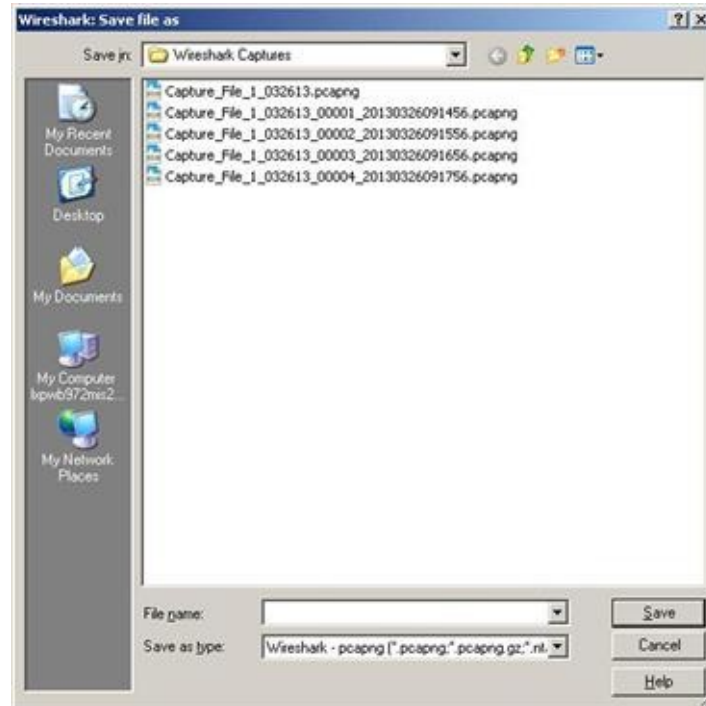 Wireshark: Save file as
Save in:
Wireshark Captures
Capture_File_1_032613.pcapng
Capture_File_1_032613_00001_20130326091456.pcapng
Capture_File_1_032613_00002_20130326091556.pcapng
Capture_File_1_032613_00003_20130326091656.pcapng
Capture_File_1_032613_00004_20130326091756.pcapng
My Recent
Documents
Desktop
My Documents
My Computer
My Network
Places
File name:
Save
Save as type:
Wireshark - pcapng (*.pcapng;*.pcapng.gz;*.nt
Cancel
Help